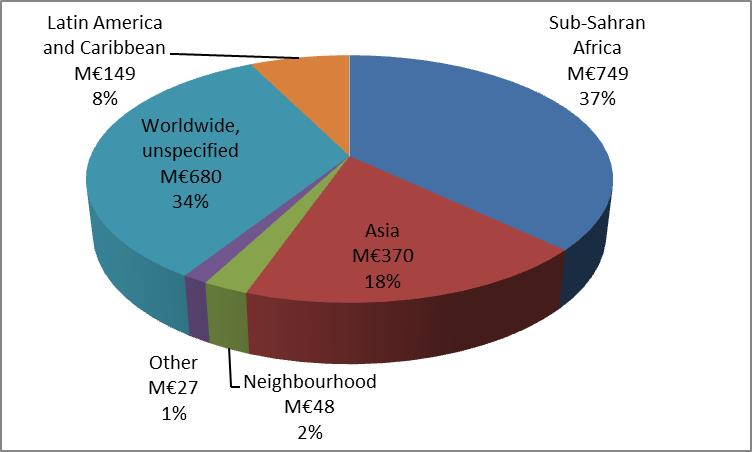 Latin America
and Caribbean
M€149
8%
Sub-Sahran
Africa
M€749
37%
Worldwide,
unspecified
M€680
34%
Asia
M€370
18%
Other
M€27
1%
Neighbourhood
M€48
2%